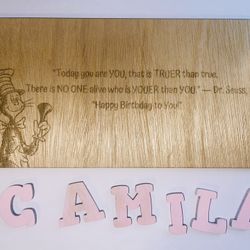 "Today you are YOU, that is TRUER than true.
There is NO ONE alive who is YOUER than YOU." — Dr. Seuss,
"Happy Birthday to You!"
CAMILA